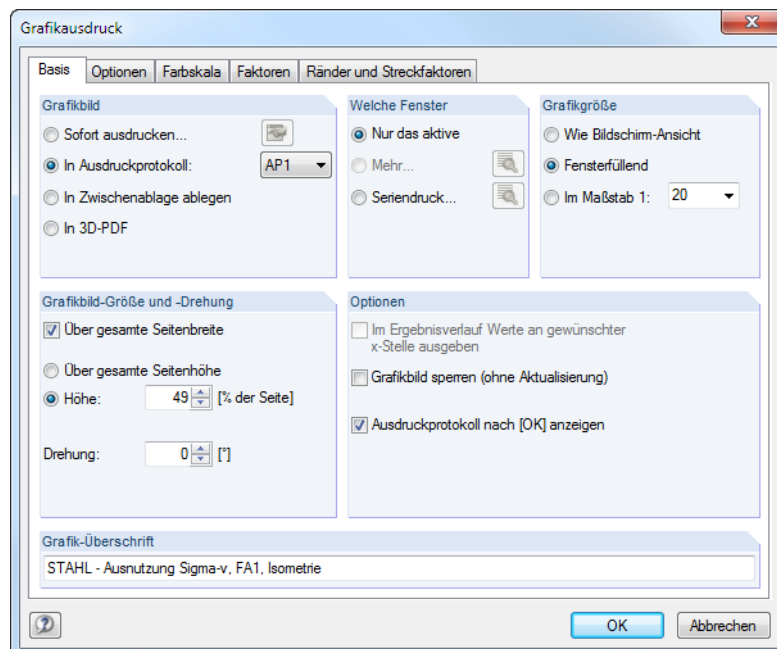 Grafikausdruck
Basis
Optionen
Farbskala
Faktoren
Ränder und Streckfaktoren
Grafikbild
Sofort ausdrucken...
In Ausdruckprotokoll:
AP1
In Zwischenablage ablegen
In 3D-PDF
Welche Fenster
Nur das aktive
Mehr...
Seriendruck...
Grafikgröße
Wie Bildschirm-Ansicht
Fensterfüllend
Im Maßstab 1:
20
Grafikbild-Größe und -Drehung
Über gesamte Seitenbreite
Über gesamte Seitenhöhe
Höhe:
49
[% der Seite]
Drehung:
0
[°]
Optionen
Im Ergebnisverlauf Werte an gewünschter
x-Stelle ausgeben
Grafikbild sperren (ohne Aktualisierung)
Ausdruckprotokoll nach [OK] anzeigen
Grafik-Überschrift
STAHL - Ausnutzung Sigma-v, FA1, Isometrie
OK
Abbrechen